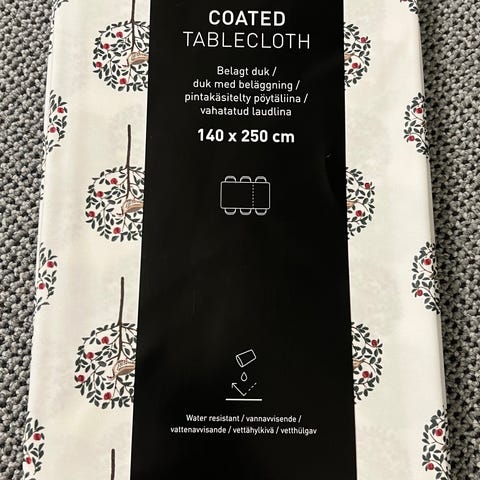 COATED
TABLECLOTH
Belagt duk /
duk med beläggning /
pintakäsitelty pöytäliina /
vahatatud laudlina
140 x 250 cm
Water resistant / vannavvisende /
vattenavvisande / vettähylkivä / vetthülgav